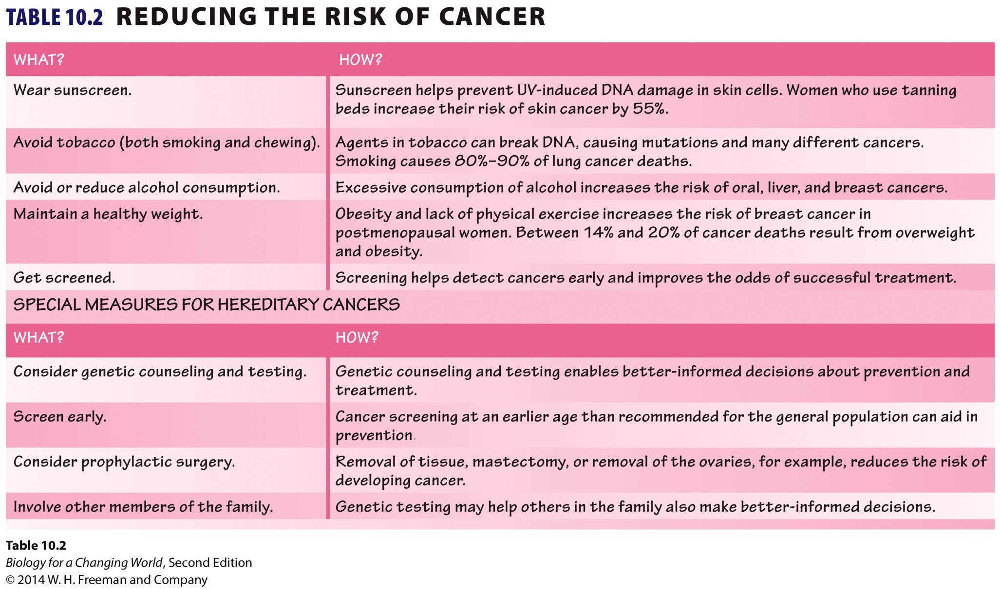 TABLE 10.2 REDUCING THE RISK OF CANCER
WHAT? HOW?
Wear sunscreen. Sunscreen helps prevent UV-induced DNA damage in skin cells. Women who use tanning
beds increase their risk of skin cancer by 55%.
Avoid tobacco (both smoking and chewing). Agents in tobacco can break DNA, causing mutations and many different cancers.
Smoking causes 80%–90% of lung cancer deaths.
Avoid or reduce alcohol consumption. Excessive consumption of alcohol increases the risk of oral, liver, and breast cancers.
Maintain a healthy weight. Obesity and lack of physical exercise increases the risk of breast cancer in
postmenopausal women. Between 14% and 20% of cancer deaths result from overweight
and obesity.
Get screened. Screening helps detect cancers early and improves the odds of successful treatment.
SPECIAL MEASURES FOR HEREDITARY CANCERS
WHAT? HOW?
Consider genetic counseling and testing. Genetic counseling and testing enables better-informed decisions about prevention and
treatment.
Screen early. Cancer screening at an earlier age than recommended for the general population can aid in
prevention.
Consider prophylactic surgery. Removal of tissue, mastectomy, or removal of the ovaries, for example, reduces the risk of
developing cancer.
Involve other members of the family. Genetic testing may help others in the family also make better-informed decisions.
Table 10.2
Biology for a Changing World, Second Edition
© 2014 W. H. Freeman and Company